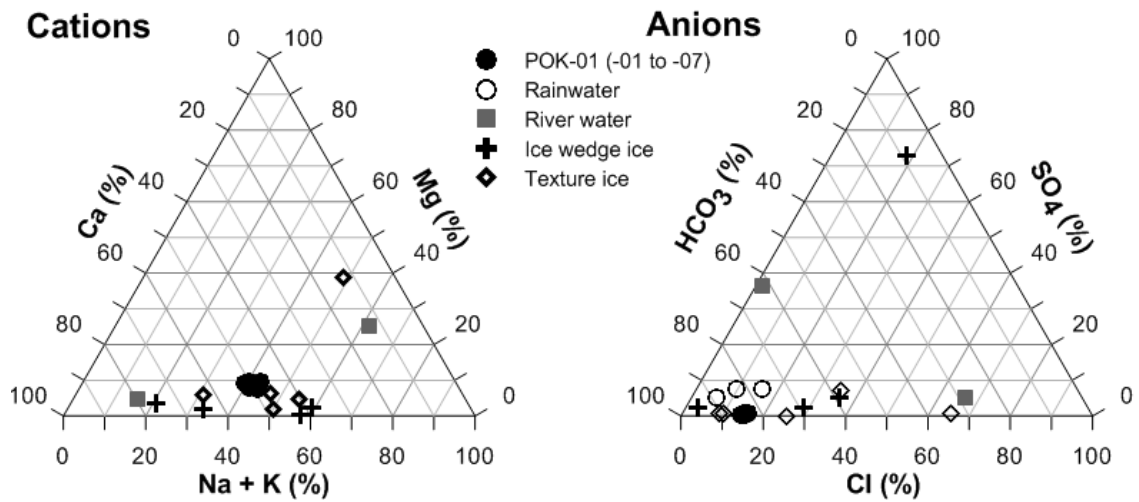 Cations
Anions
POK-01 (-01 to -07)
Rainwater
River water
Ice wedge ice
Texture ice
0
100
20
80
Ca (%)
Mg (%)
40
60
60
40
80
20
100
0
0
20
40
60
80
100
Na + K (%)
0
100
20
80
HCO3 (%)
SO4 (%)
40
60
60
40
80
20
100
0
0
20
40
60
80
100
Cl (%)